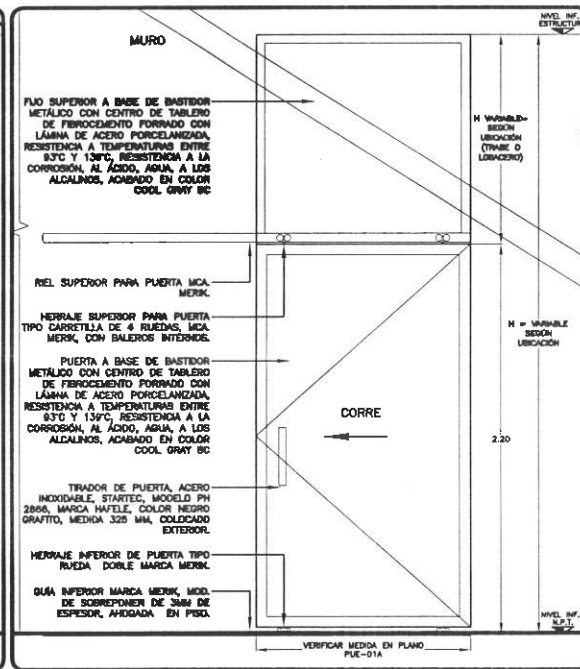 NIVEL INF.
ESTRUCTUR
MURO
FIJO SUPERIOR A BASE DE BASTIDOR
METÁLICO CON CENTRO DE TABLERO
DE FIBROCEMENTO FORRADO CON
LÁMINA DE ACERO PORCELANIZADA,
RESISTENCIA A TEMPERATURAS ENTRE
93°C Y 139°C, RESISTENCIA A LA
CORROSIÓN, AL ÁCIDO, AGUA, A LOS
ALCALINOS, ACABADO EN COLOR
COOL GRAY BC
H VARIABLE=
SEGÚN
UBICACIÓN
(TRABE O
LOSACERO)
RIEL SUPERIOR PARA PUERTA MCA.
MERIK.
HERRAJE SUPERIOR PARA PUERTA
TIPO CARRETILLA DE 4 RUEDAS, MCA.
MERIK, CON BALEROS INTERNOS.
H = VARIABLE
SEGÚN
UBICACIÓN
PUERTA A BASE DE BASTIDOR
METÁLICO CON CENTRO DE TABLERO
DE FIBROCEMENTO FORRADO CON
LÁMINA DE ACERO PORCELANIZADA,
RESISTENCIA A TEMPERATURAS ENTRE
93°C Y 139°C, RESISTENCIA A LA
CORROSIÓN, AL ÁCIDO, AGUA, A LOS
ALCALINOS, ACABADO EN COLOR
COOL GRAY BC
CORRE
2.20
TIRADOR DE PUERTA, ACERO
INOXIDABLE, STARTEC, MODELO PH
2866, MARCA HAFELE, COLOR NEGRO
GRAFITO, MEDIDA 325 MM, COLOCADO
EXTERIOR.
HERRAJE INFERIOR DE PUERTA TIPO
RUEDA DOBLE MARCA MERIK.
GUÍA INFERIOR MARCA MERIK, MOD.
DE SOBREPONER DE 3MM DE
ESPESOR, AHOGADA EN PISO.
NIVEL INF.
N.P.T.
VERIFICAR MEDIDA EN PLANO
PUE-01A